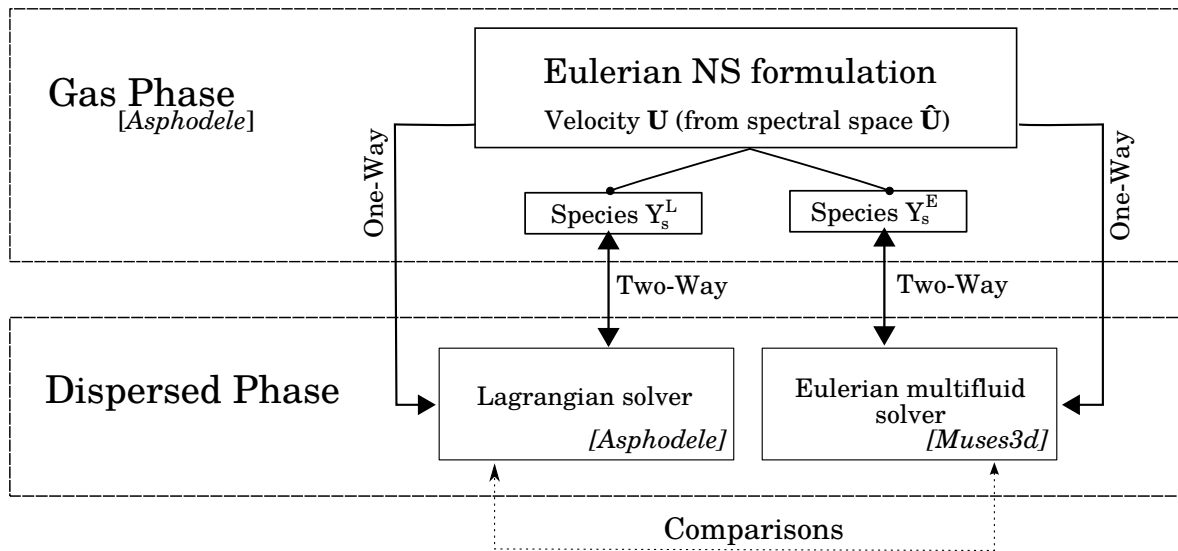 Eulerian NS formulation
Velocity U (from spectral space Û)
Gas Phase
[Asphodele]
One-Way
One-Way
Species Y_s^L
Species Y_s^E
Two-Way
Two-Way
Dispersed Phase
Lagrangian solver
[Asphodele]
Eulerian multifluid
solver
[Muses3d]
Comparisons